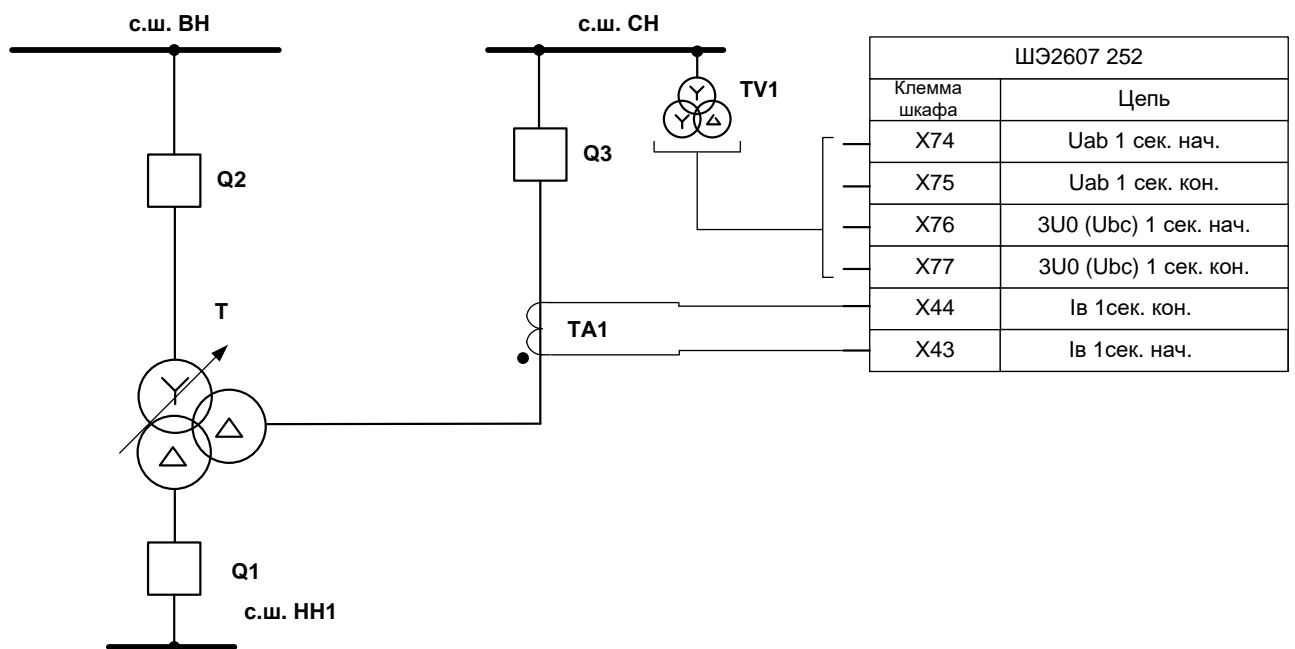 с.ш. ВН
с.ш. СН
ШЭ2607 252
Клемма шкафа
Цепь
TV1
X74
Uab 1 сек. нач.
Q3
Q2
X75
Uab 1 сек. кон.
X76
3U0 (Ubc) 1 сек. нач.
X77
3U0 (Ubc) 1 сек. кон.
T
X44
Iв 1сек. кон.
TA1
X43
Iв 1сек. нач.
Q1
с.ш. НН1